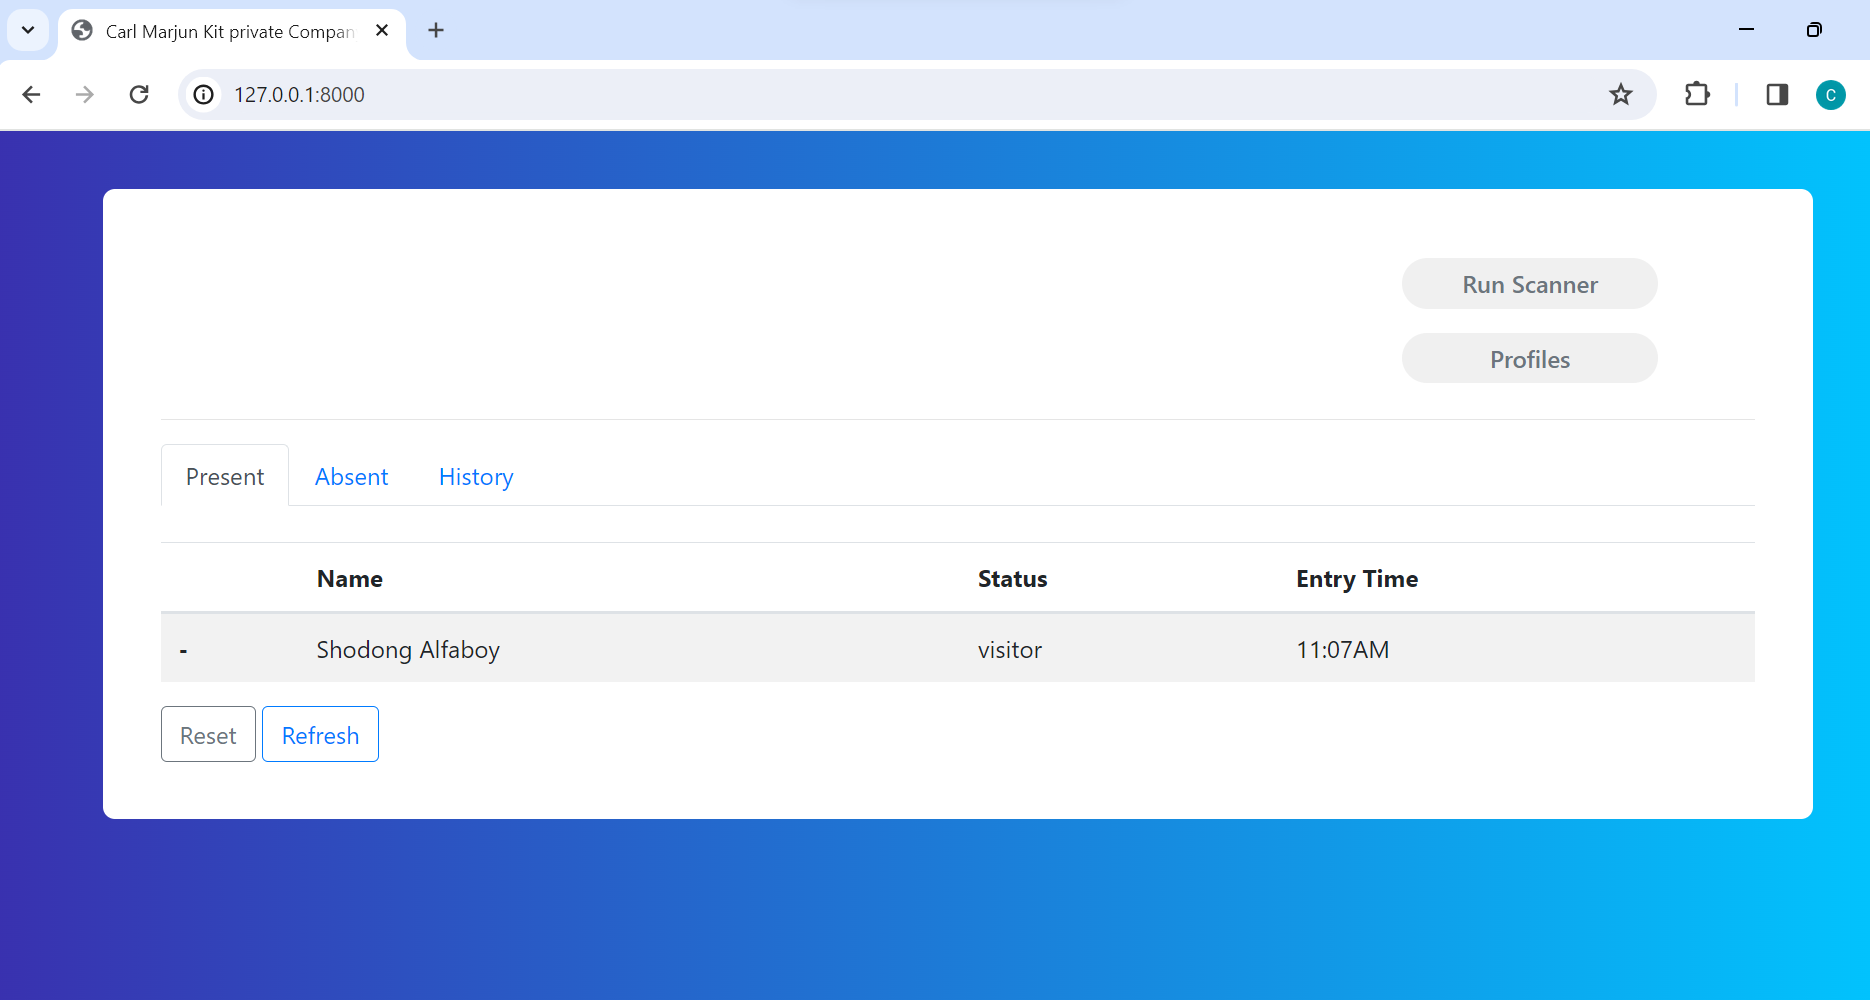 Carl Marjun Kit private Compan
127.0.0.1:8000
C
Run Scanner
Profiles
Present Absent History
Name Status Entry Time
- Shodong Alfaboy visitor 11:07AM
Reset Refresh